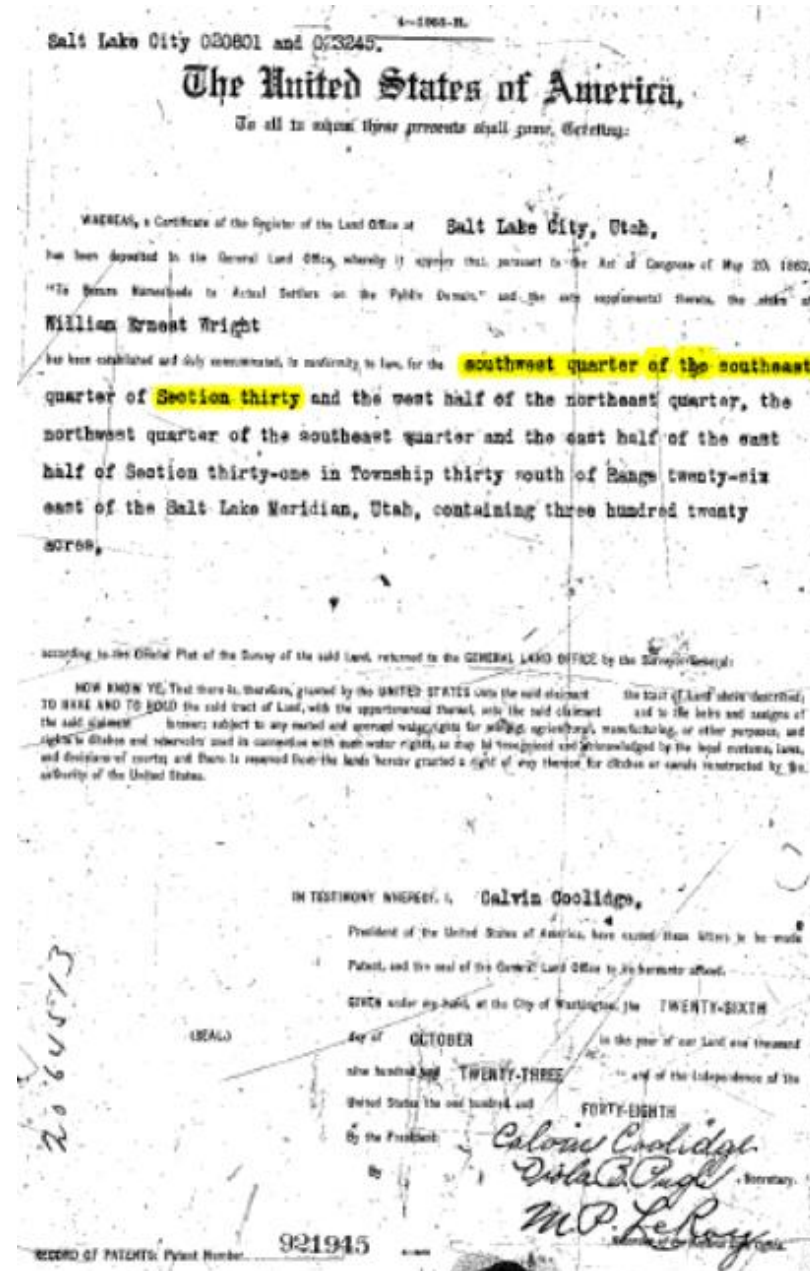 4-1060-R.
Salt Lake City 020801 and 023245.
The United States of America,
To all to whom these presents shall come, Greeting:
WHEREAS, a Certificate of the Register of the Land Office at Salt Lake City, Utah,
has been deposited in the General Land Office, whereby it appears that, pursuant to the Act of Congress of May 20, 1862,
"To Secure Homesteads to Actual Settlers on the Public Domain," and the acts supplemental thereto, the claim of
William Ernest Wright
has been established and duly consummated, in conformity to law, for the southwest quarter of the southeast
quarter of Section thirty and the west half of the northeast quarter, the
northwest quarter of the southeast quarter and the east half of the east
half of Section thirty-one in Township thirty south of Range twenty-six
east of the Salt Lake Meridian, Utah, containing three hundred twenty
acres,
according to the Official Plat of the Survey of the said Land, returned to the GENERAL LAND OFFICE by the Surveyor-General:
NOW KNOW YE, That there is, therefore, granted by the UNITED STATES unto the said claimant the tract of Land above described;
TO HAVE AND TO HOLD the said tract of Land, with the appurtenances thereof, unto the said claimant and to the heirs and assigns of
the said claimant forever; subject to any vested and accrued water rights for mining, agricultural, manufacturing, or other purposes, and
rights to ditches and reservoirs used in connection with such water rights, as may be recognized and acknowledged by the local customs, laws,
and decisions of courts; and there is reserved from the lands hereby granted a right of way thereon for ditches or canals constructed by the
authority of the United States.
IN TESTIMONY WHEREOF, I, Calvin Coolidge,
President of the United States of America, have caused these letters to be made
Patent, and the seal of the General Land Office to be hereunto affixed.
GIVEN under my hand, at the City of Washington, the TWENTY-SIXTH
(SEAL) day of OCTOBER in the year of our Lord one thousand
nine hundred and TWENTY-THREE and of the Independence of the
United States the one hundred and FORTY-EIGHTH
By the President: Calvin Coolidge
By Viola B. Pugh, Secretary.
M.P. LeRoy
Recorder of the General Land Office.
RECORD OF PATENTS: Patent Number 921945
2064573